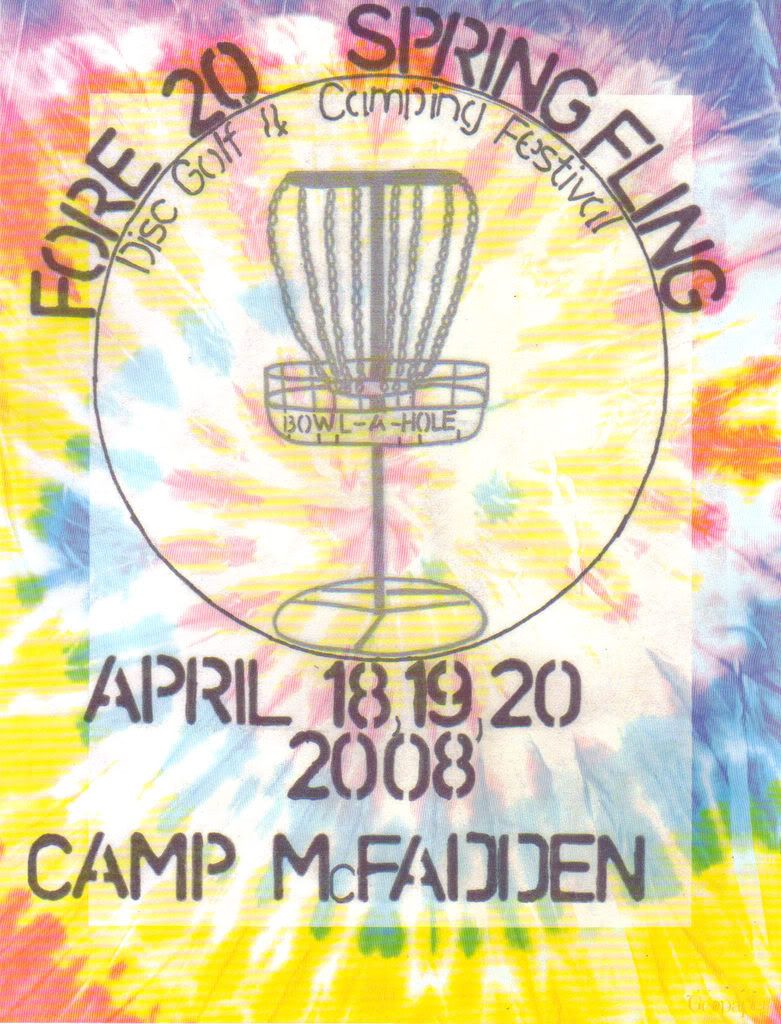 FORE 20 SPRING FLING
Disc Golf & Camping Festival
BOWL-A-HOLE
APRIL 18,19,20
2008
CAMP McFADDEN